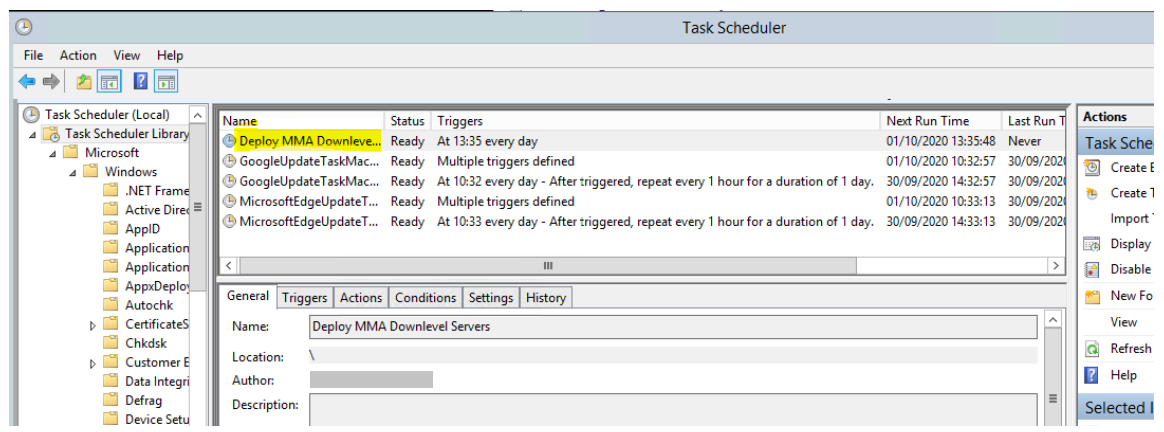 Task Scheduler
File Action View Help
Task Scheduler (Local)
Task Scheduler Library
Microsoft
Windows
.NET Frame
Active Direc
AppID
Application
Application
AppxDeploy
Autochk
CertificateS
Chkdsk
Customer E
Data Integri
Defrag
Device Setu
Name Status Triggers Next Run Time Last Run T
Deploy MMA Downleve... Ready At 13:35 every day 01/10/2020 13:35:48 Never
GoogleUpdateTaskMac... Ready Multiple triggers defined 01/10/2020 10:32:57 30/09/202
GoogleUpdateTaskMac... Ready At 10:32 every day - After triggered, repeat every 1 hour for a duration of 1 day. 30/09/2020 14:32:57 30/09/202
MicrosoftEdgeUpdateT... Ready Multiple triggers defined 01/10/2020 10:33:13 30/09/202
MicrosoftEdgeUpdateT... Ready At 10:33 every day - After triggered, repeat every 1 hour for a duration of 1 day. 30/09/2020 14:33:13 30/09/202
General Triggers Actions Conditions Settings History
Name: Deploy MMA Downlevel Servers
Location: \
Author:
Description:
Actions
Task Sche
Create B
Create T
Import T
Display
Disable
New Fo
View
Refresh
Help
Selected I